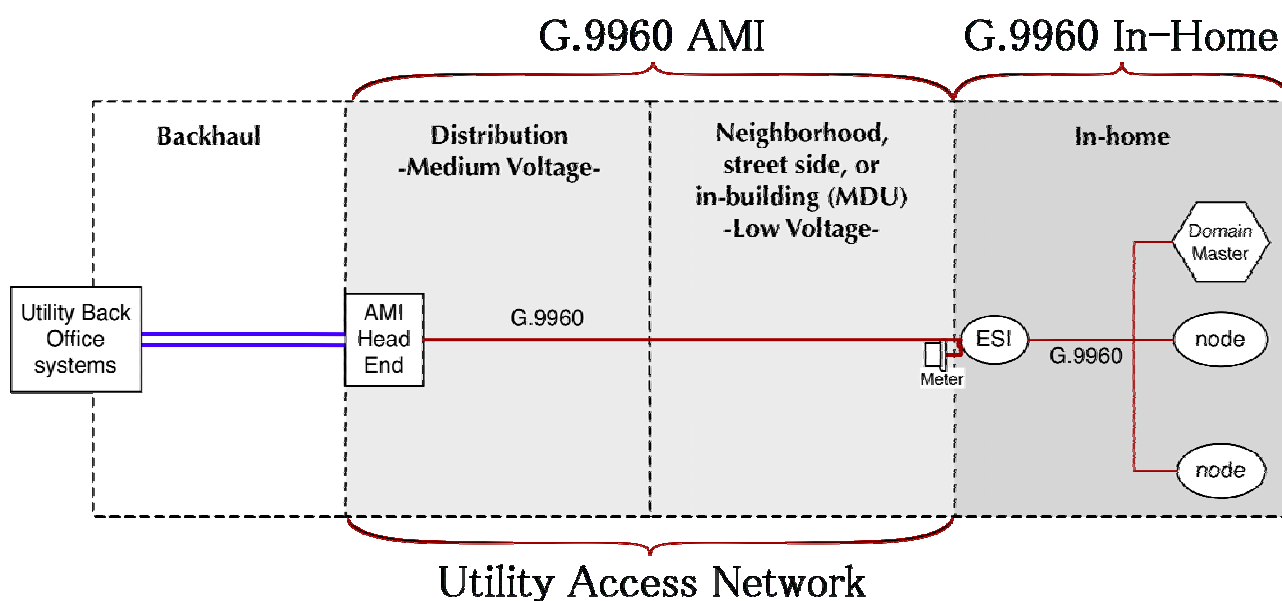 G.9960 AMI
G.9960 In-Home
Backhaul
Distribution
-Medium Voltage-
Neighborhood,
street side, or
in-building (MDU)
-Low Voltage-
In-home
Utility Back
Office
systems
AMI
Head
End
G.9960
Meter
ESI
G.9960
Domain
Master
node
node
Utility Access Network